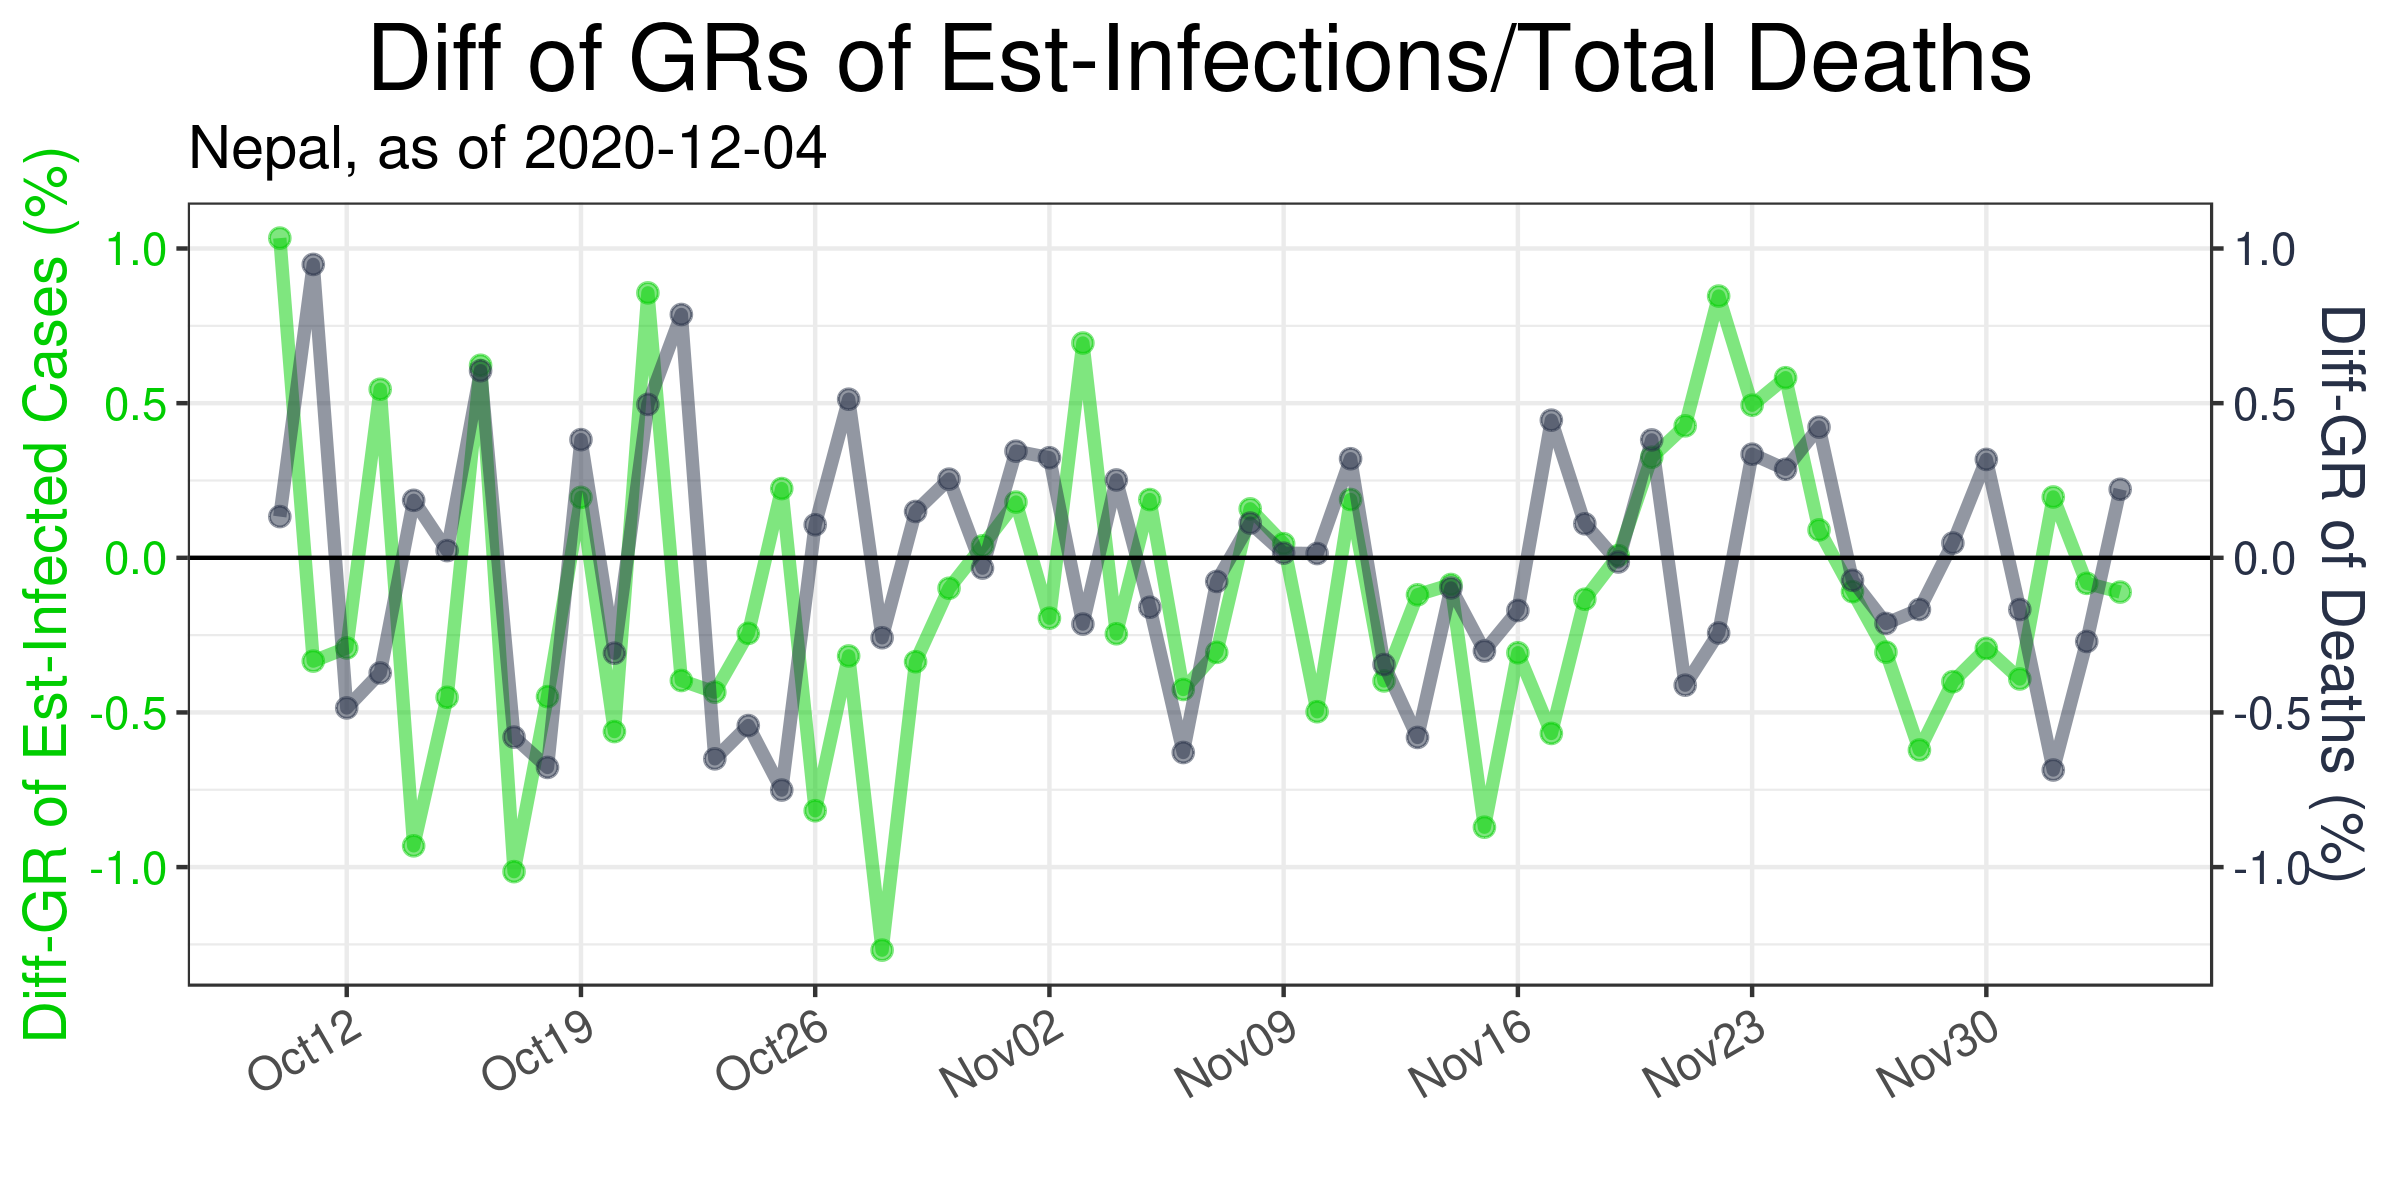 Diff of GRs of Est-Infections/Total Deaths
Nepal, as of 2020-12-04
Diff-GR of Est-Infected Cases (%)
1.0
0.5
0.0
-0.5
-1.0
1.0
0.5
0.0
-0.5
-1.0
Diff-GR of Deaths (%)
Oct12
Oct19
Oct26
Nov02
Nov09
Nov16
Nov23
Nov30